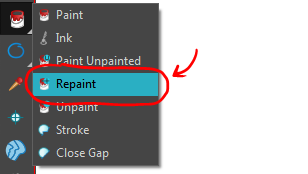 Paint
Ink
Paint Unpainted
Repaint
Unpaint
Stroke
Close Gap